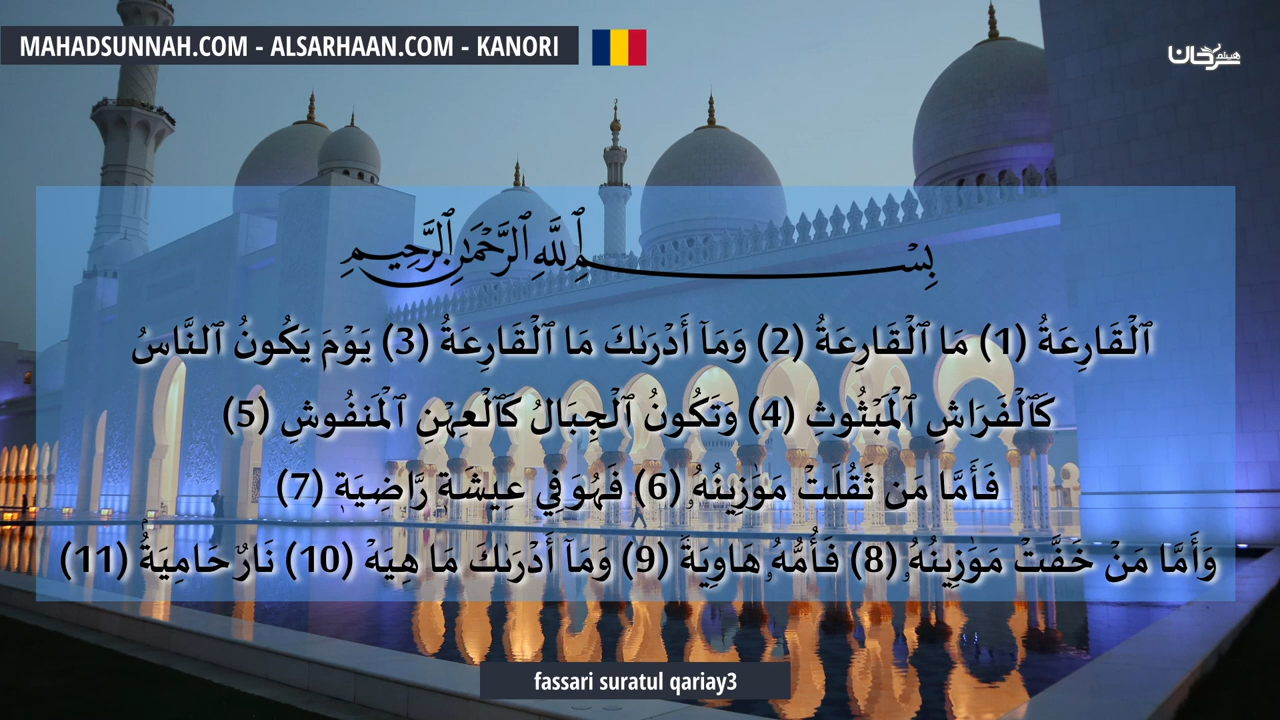 MAHADSUNNAH.COM - ALSARHAAN.COM - KANORI
هيثم سرحان
بِسْمِ ٱللَّهِ ٱلرَّحْمَٰنِ ٱلرَّحِيمِ
ٱلْقَارِعَةُ (1) مَا ٱلْقَارِعَةُ (2) وَمَآ أَدْرَىٰكَ مَا ٱلْقَارِعَةُ (3) يَوْمَ يَكُونُ ٱلنَّاسُ
كَٱلْفَرَاشِ ٱلْمَبْثُوثِ (4) وَتَكُونُ ٱلْجِبَالُ كَٱلْعِهْنِ ٱلْمَنفُوشِ (5)
فَأَمَّا مَن ثَقُلَتْ مَوَٰزِينُهُۥ (6) فَهُوَ فِي عِيشَةٍ رَّاضِيَةٍ (7)
وَأَمَّا مَنْ خَفَّتْ مَوَٰزِينُهُۥ (8) فَأُمُّهُۥ هَاوِيَةٌ (9) وَمَآ أَدْرَىٰكَ مَا هِيَهْ (10) نَارٌ حَامِيَةٌۢ (11)
fassari suratul qariay3